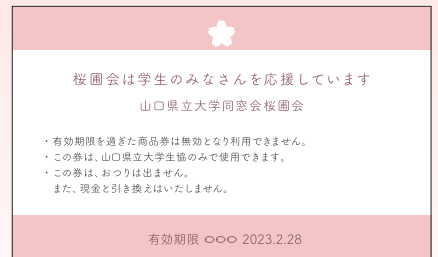 桜圃会は学生のみなさんを応援しています
山口県立大学同窓会桜圃会
・有効期限を過ぎた商品券は無効となり利用できません。
・この券は、山口県立大学生協のみで使用できます。
・この券は、おつりは出ません。
また、現金と引き換えはいたしません。
有効期限 ○○○ 2023.2.28